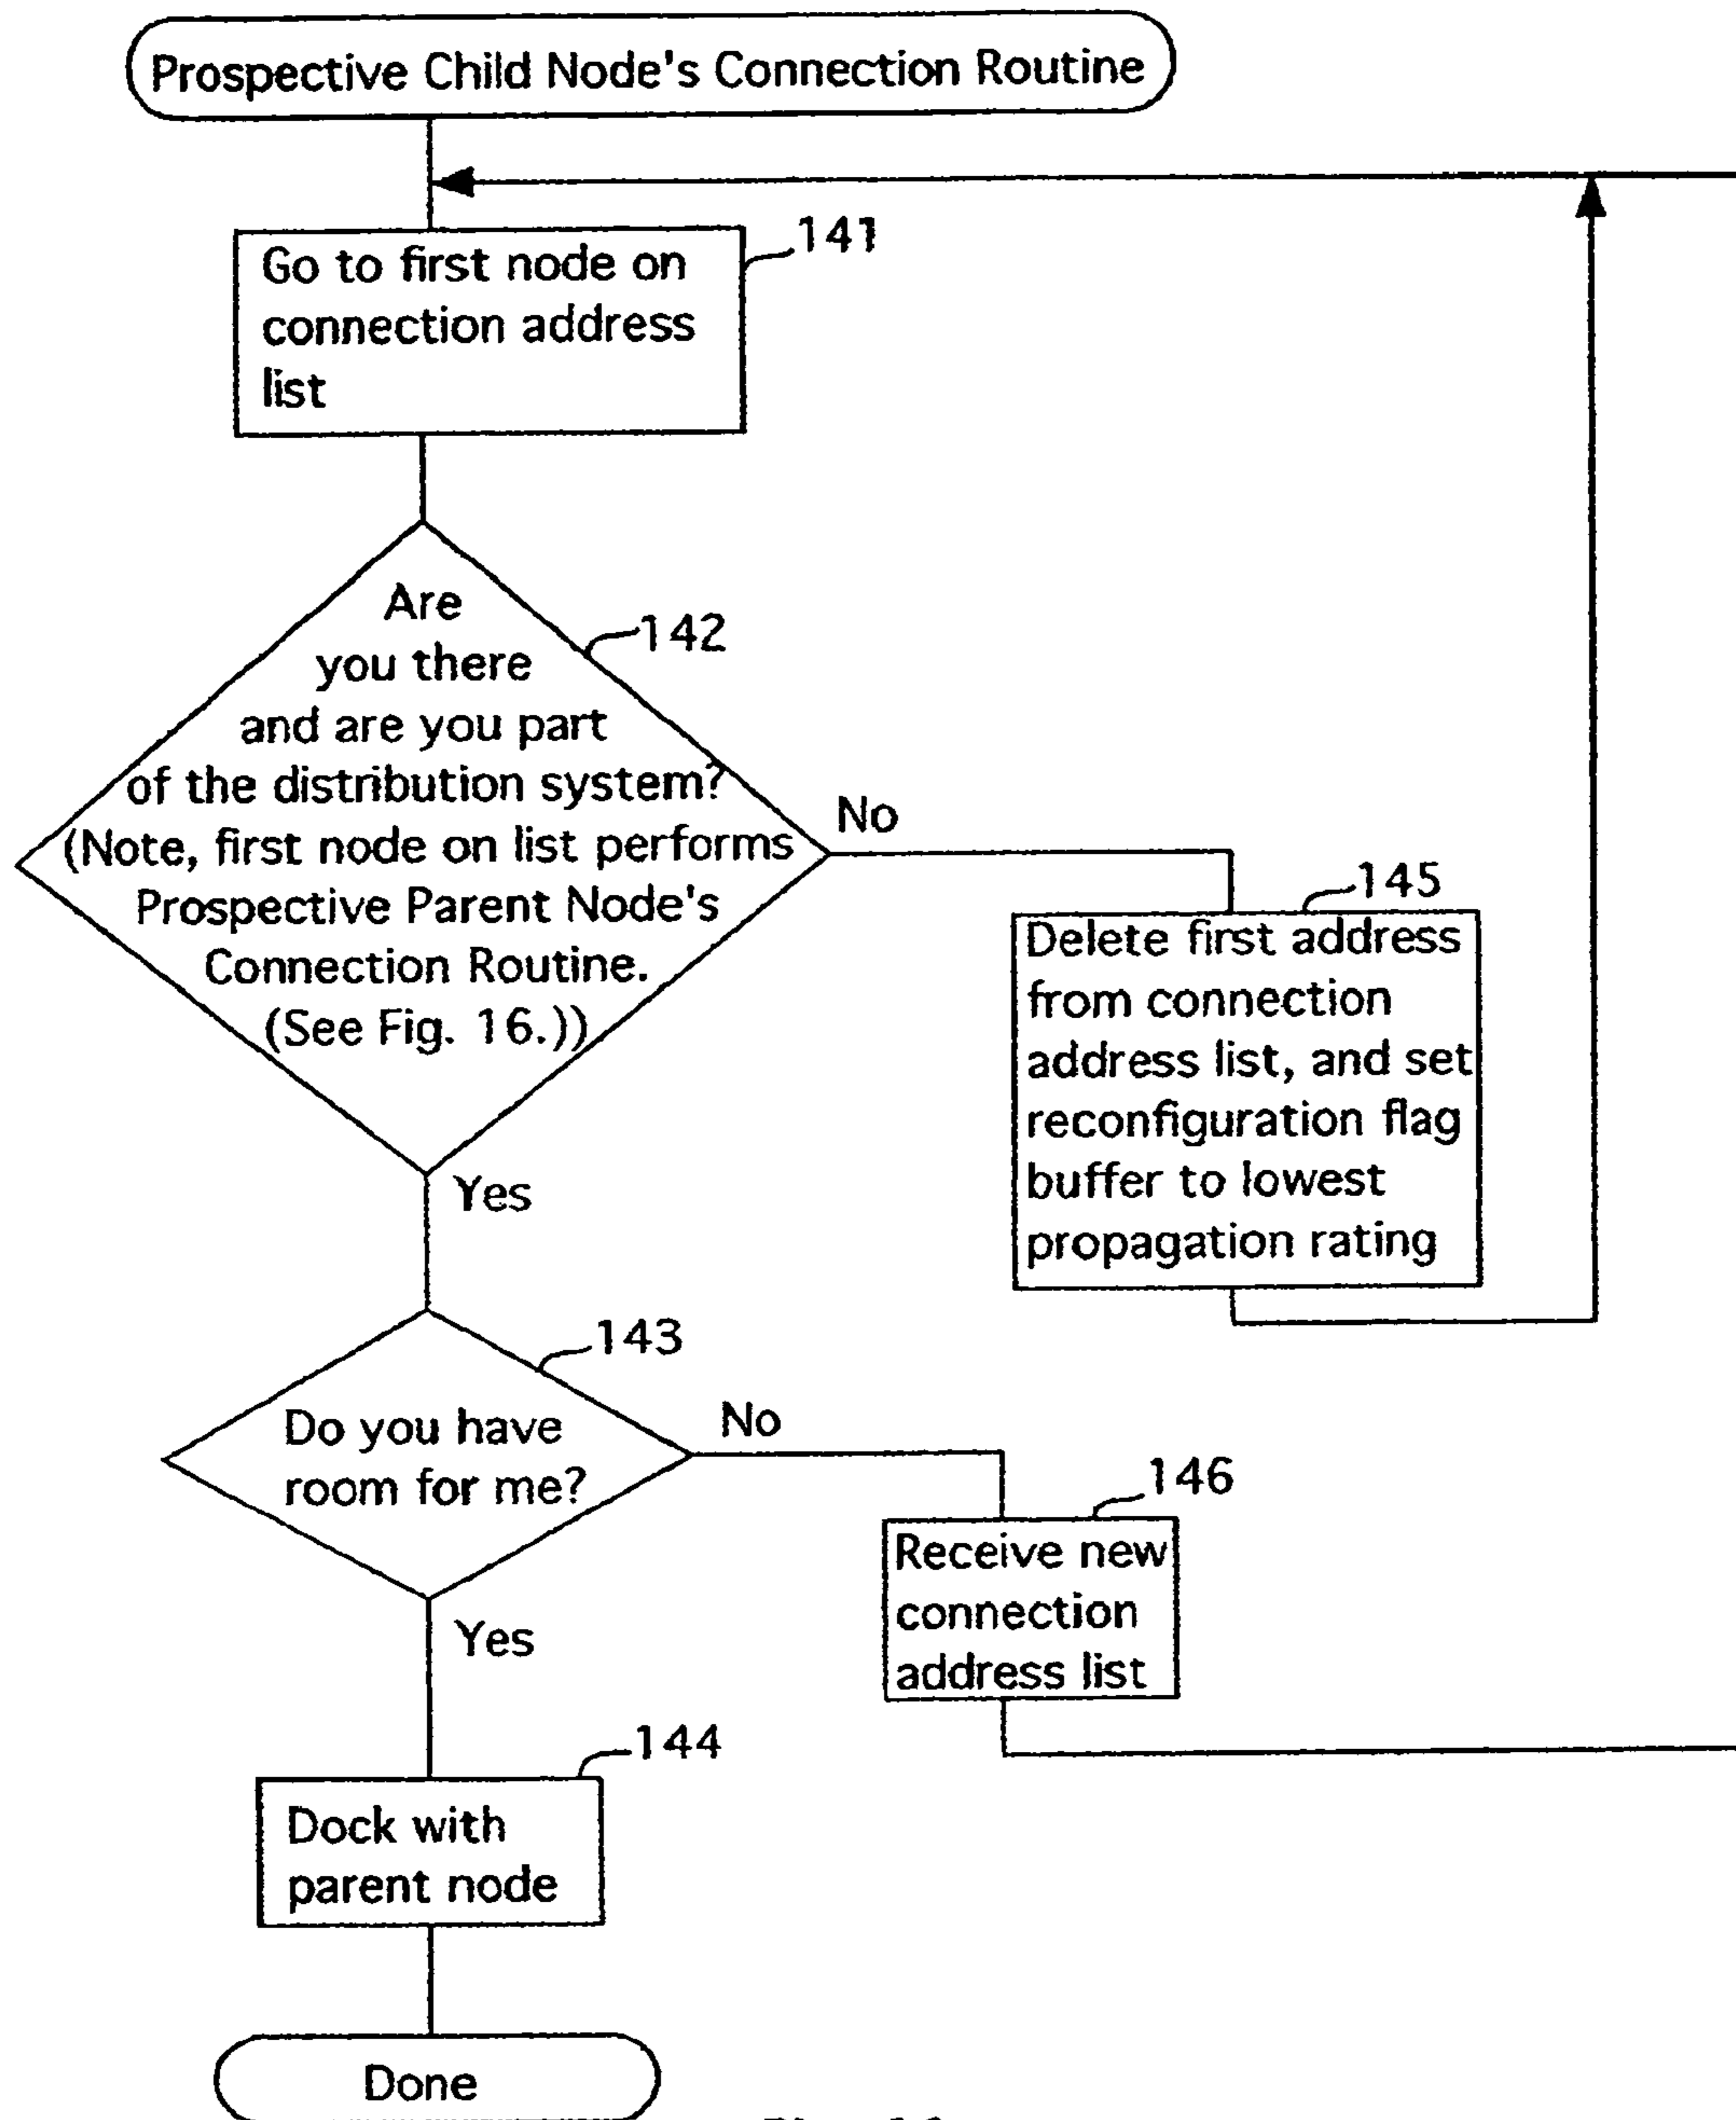 Prospective Child Node's Connection Routine
141
Go to first node on
connection address
list
142
Are
you there
and are you part
of the distribution system?
(Note, first node on list performs
Prospective Parent Node's
Connection Routine.
(See Fig. 16.))
No
145
Delete first address
from connection
address list, and set
reconfiguration flag
buffer to lowest
propagation rating
Yes
143
Do you have
room for me?
No
146
Receive new
connection
address list
Yes
144
Dock with
parent node
Done